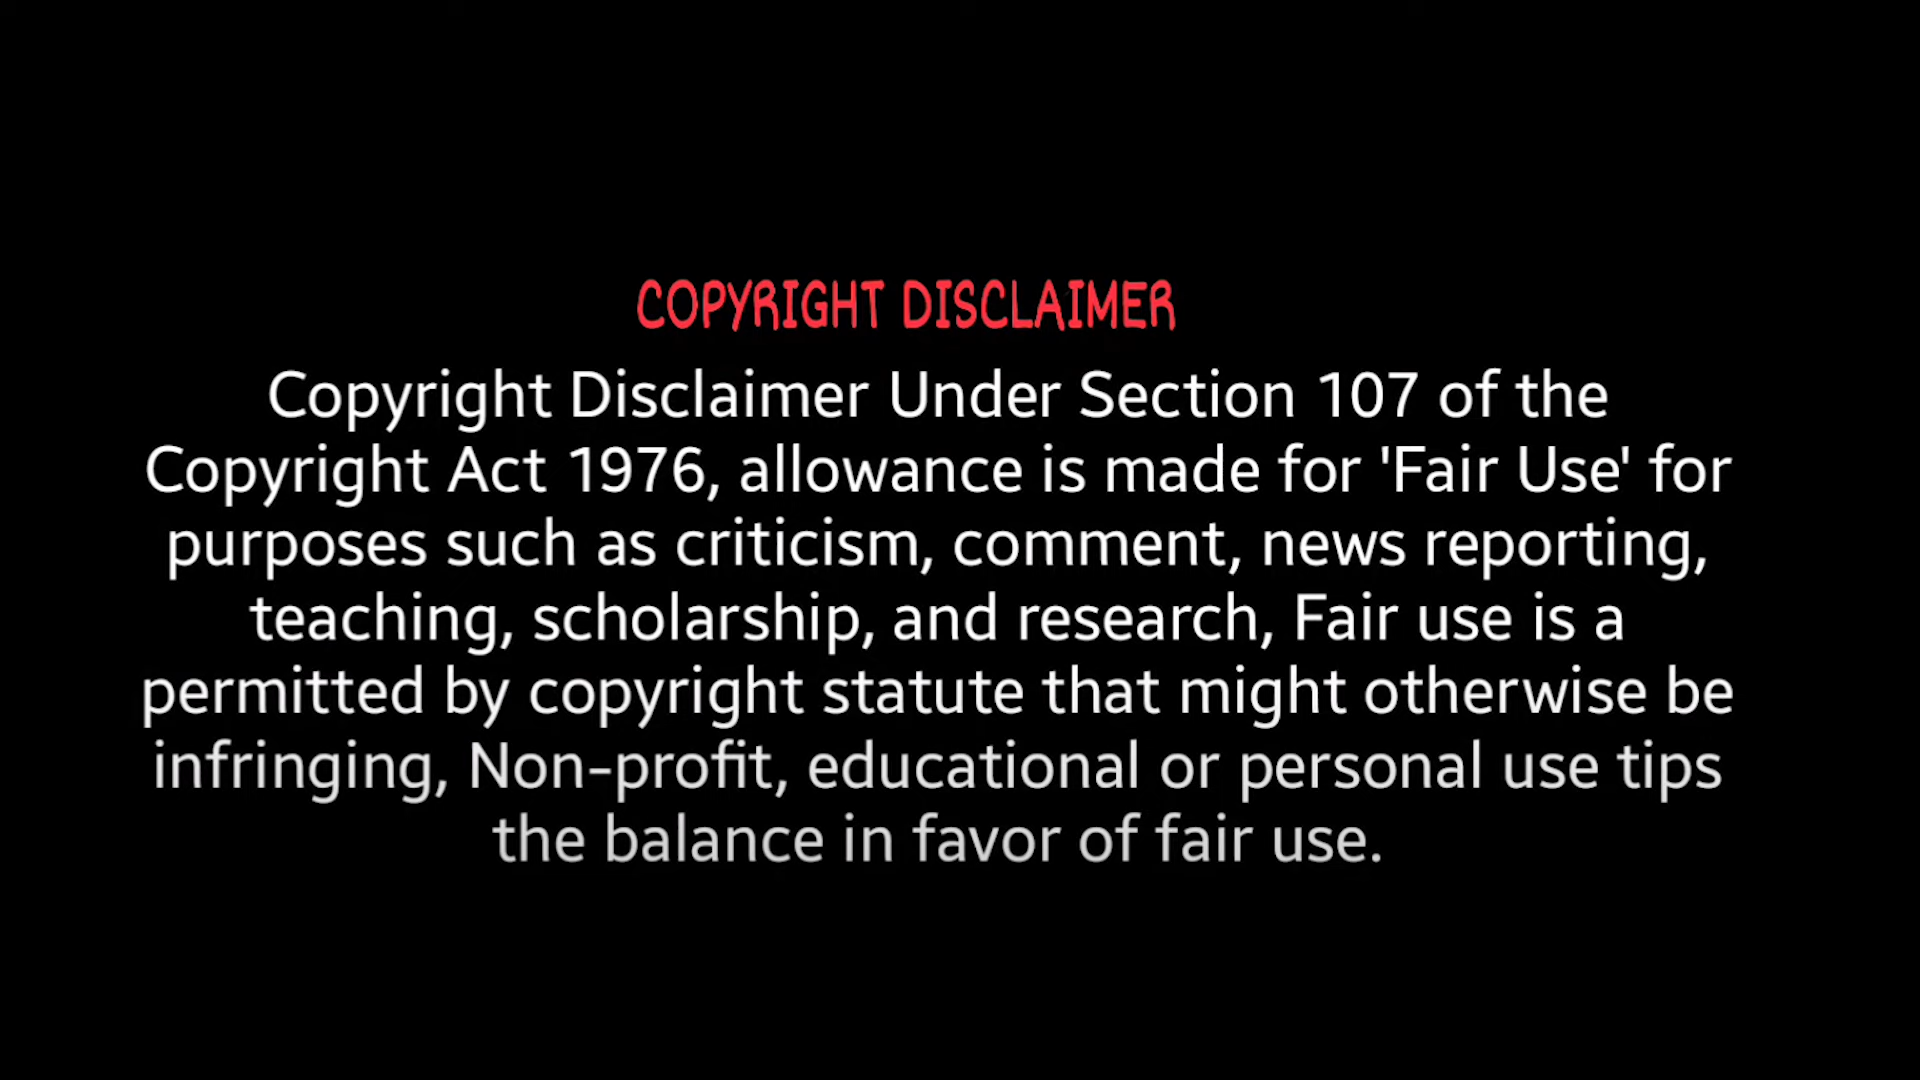 COPYRIGHT DISCLAIMER
Copyright Disclaimer Under Section 107 of the
Copyright Act 1976, allowance is made for 'Fair Use' for
purposes such as criticism, comment, news reporting,
teaching, scholarship, and research, Fair use is a
permitted by copyright statute that might otherwise be
infringing, Non-profit, educational or personal use tips
the balance in favor of fair use.